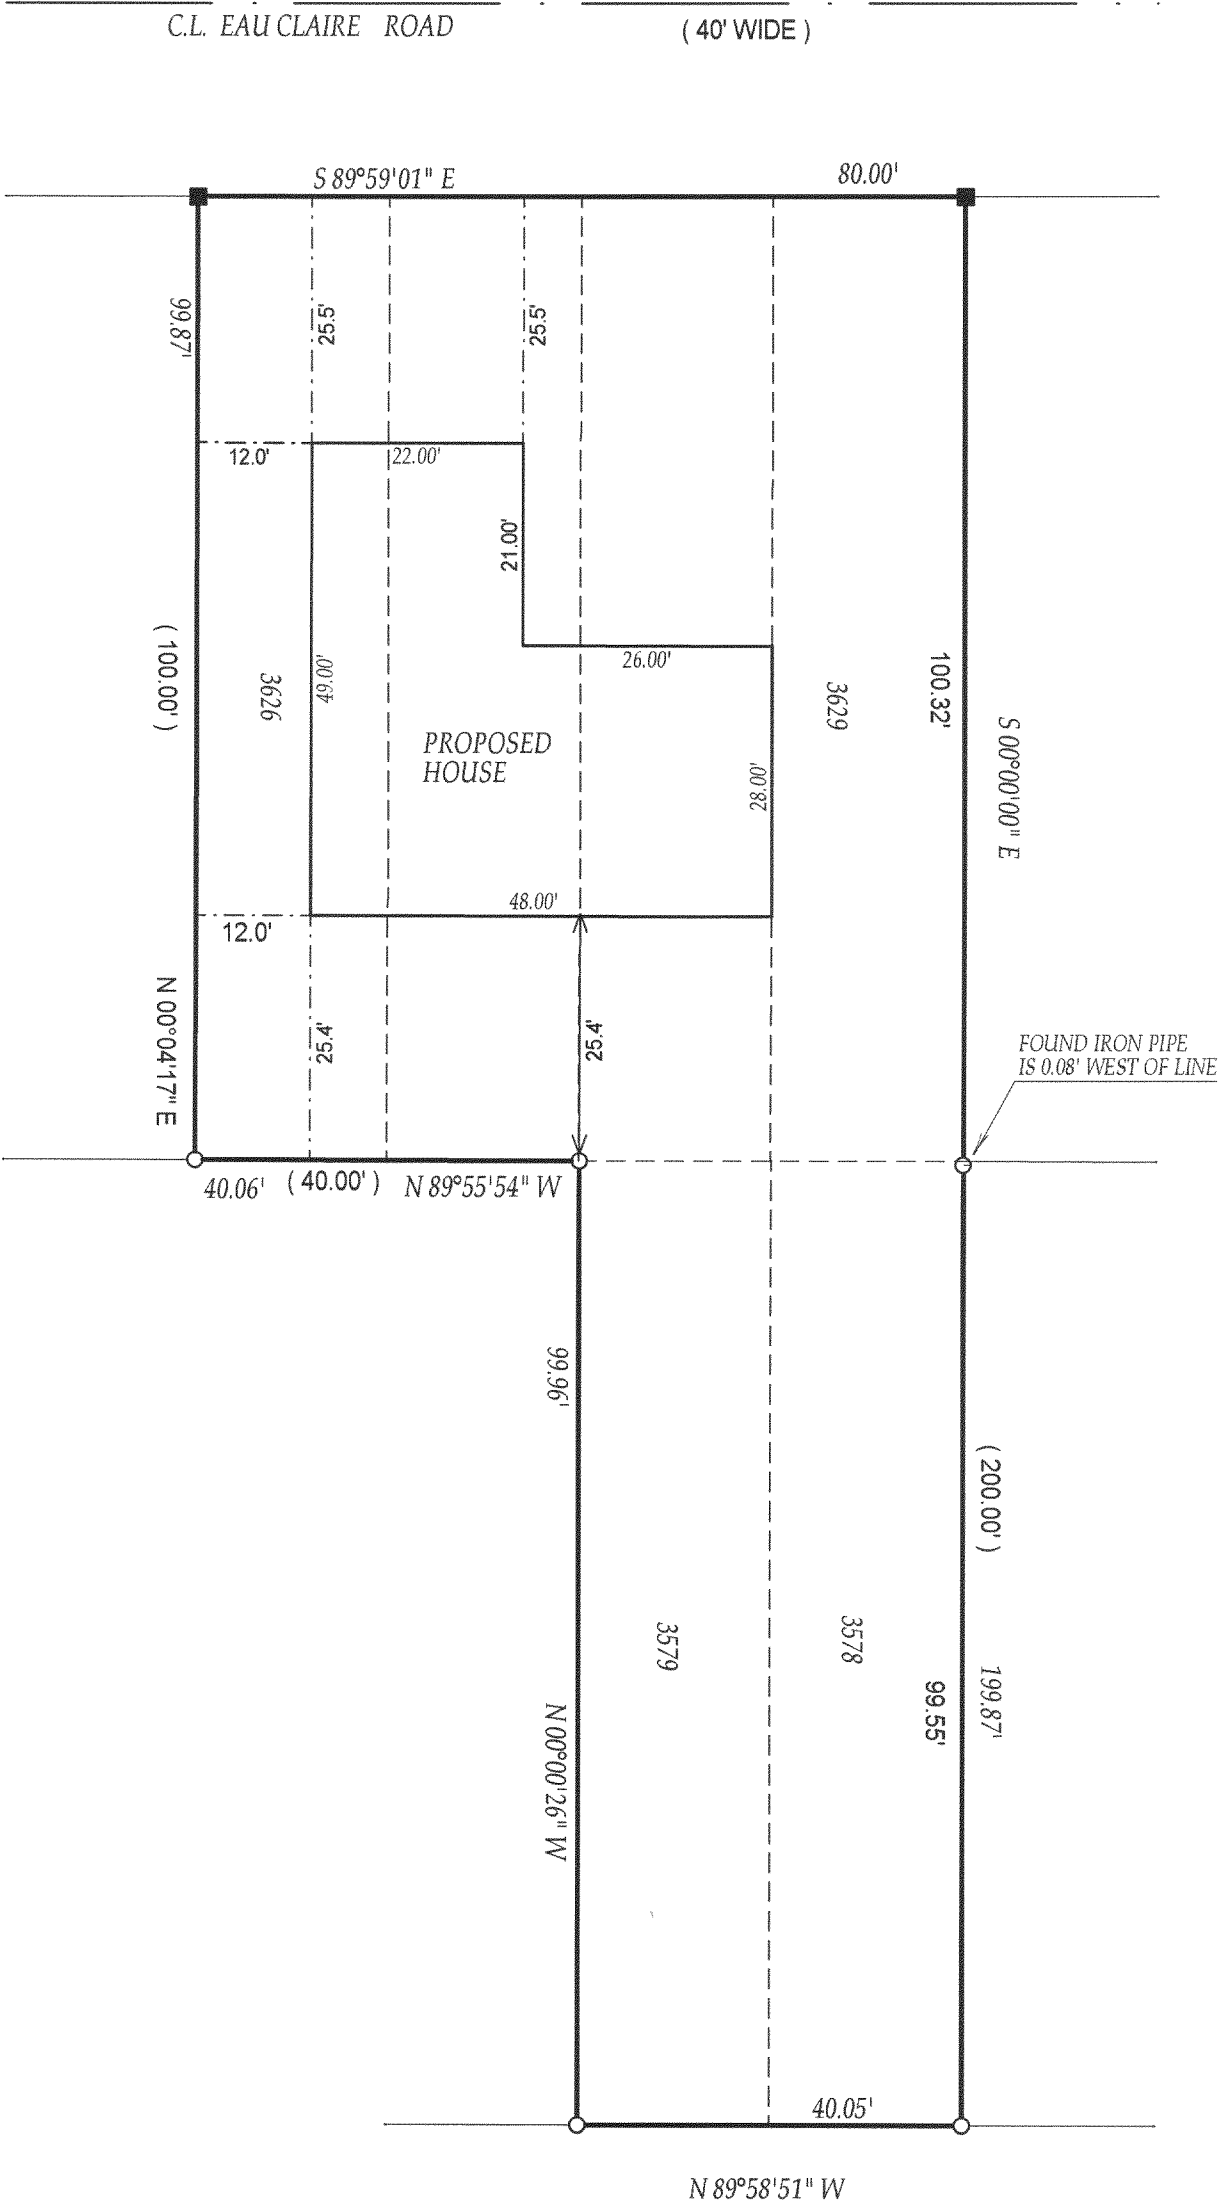 C.L. EAU CLAIRE ROAD
( 40' WIDE )
S 89°59'01" E
80.00'
99.87'
25.5'
25.5'
12.0'
22.00'
21.00'
( 100.00' )
3626
49.00'
26.00'
3629
100.32'
S 00°00'00" E
PROPOSED
HOUSE
28.00'
48.00'
12.0'
N 00°04'17" E
25.4'
25.4'
FOUND IRON PIPE
IS 0.08' WEST OF LINE
40.06'
( 40.00' )
N 89°55'54" W
99.96'
( 200.00' )
3579
3578
199.87'
99.55'
N 00°00'26" W
40.05'
N 89°58'51" W